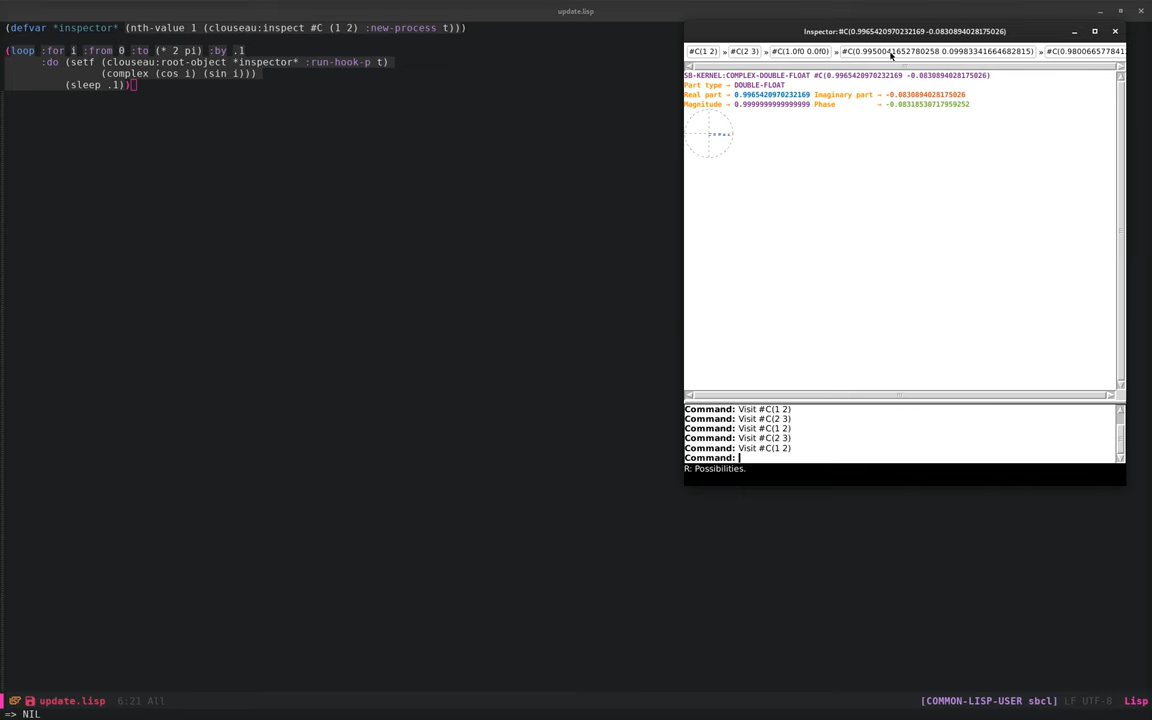 update.lisp
(defvar *inspector* (nth-value 1 (clouseau:inspect #C (1 2) :new-process t)))
(loop :for i :from 0 :to (* 2 pi) :by .1
:do (setf (clouseau:root-object *inspector* :run-hook-p t)
(complex (cos i) (sin i)))
(sleep .1))
Inspector: #C(0.9965420970232169 -0.0830894028175026)
#C(1 2) » #C(2 3) » #C(1.0f0 0.0f0) » #C(0.9950041652780258 0.09983341664682815) » #C(0.980066577841
SB-KERNEL:COMPLEX-DOUBLE-FLOAT #C(0.9965420970232169 -0.0830894028175026)
Part type → DOUBLE-FLOAT
Real part → 0.9965420970232169 Imaginary part → -0.0830894028175026
Magnitude → 0.9999999999999999 Phase → -0.08318530717959252
Command: Visit #C(1 2)
Command: Visit #C(2 3)
Command: Visit #C(1 2)
Command: Visit #C(2 3)
Command: Visit #C(1 2)
Command:
R: Possibilities.
update.lisp 6:21 All [COMMON-LISP-USER sbcl] LF UTF-8 Lisp
=> NIL